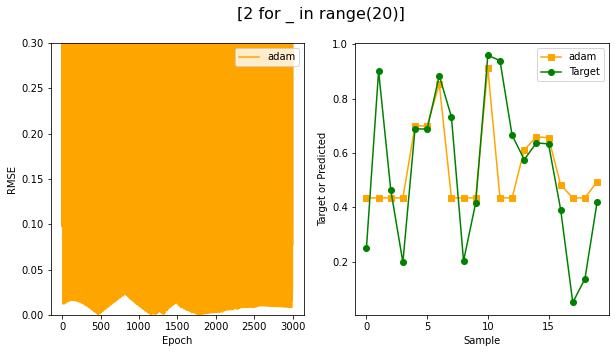 [2 for _ in range(20)]
0.30
0.25
0.20
0.15
0.10
0.05
0.00
RMSE
0
500
1000
1500
2000
2500
3000
Epoch
adam
1.0
0.8
0.6
0.4
0.2
Target or Predicted
0
5
10
15
Sample
adam
Target